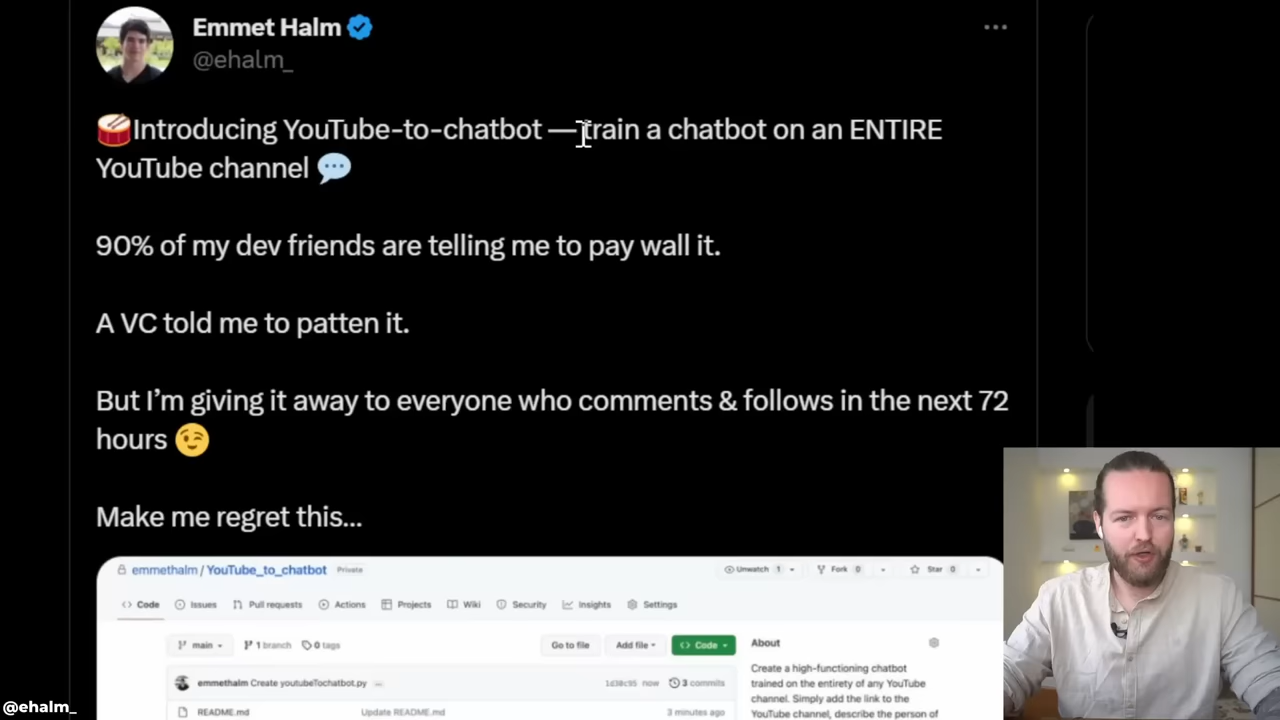 Emmet Halm
@ehalm_
🥁Introducing YouTube-to-chatbot — train a chatbot on an ENTIRE
YouTube channel 💬
90% of my dev friends are telling me to pay wall it.
A VC told me to patten it.
But I'm giving it away to everyone who comments & follows in the next 72
hours 😉
Make me regret this...
emmethalm / YouTube_to_chatbot Private
Unwatch 1 Fork 0 Star 0
Code Issues Pull requests Actions Projects Wiki Security Insights Settings
main 1 branch 0 tags Go to file Add file Code
About
emmethalm Create youtubeTochatbot.py ... 1d38c95 now 3 commits
README.md Update README.md 3 minutes ago
Create a high-functioning chatbot
trained on the entirety of any YouTube
channel. Simply add the link to the
YouTube channel, describe the person of
@ehalm_